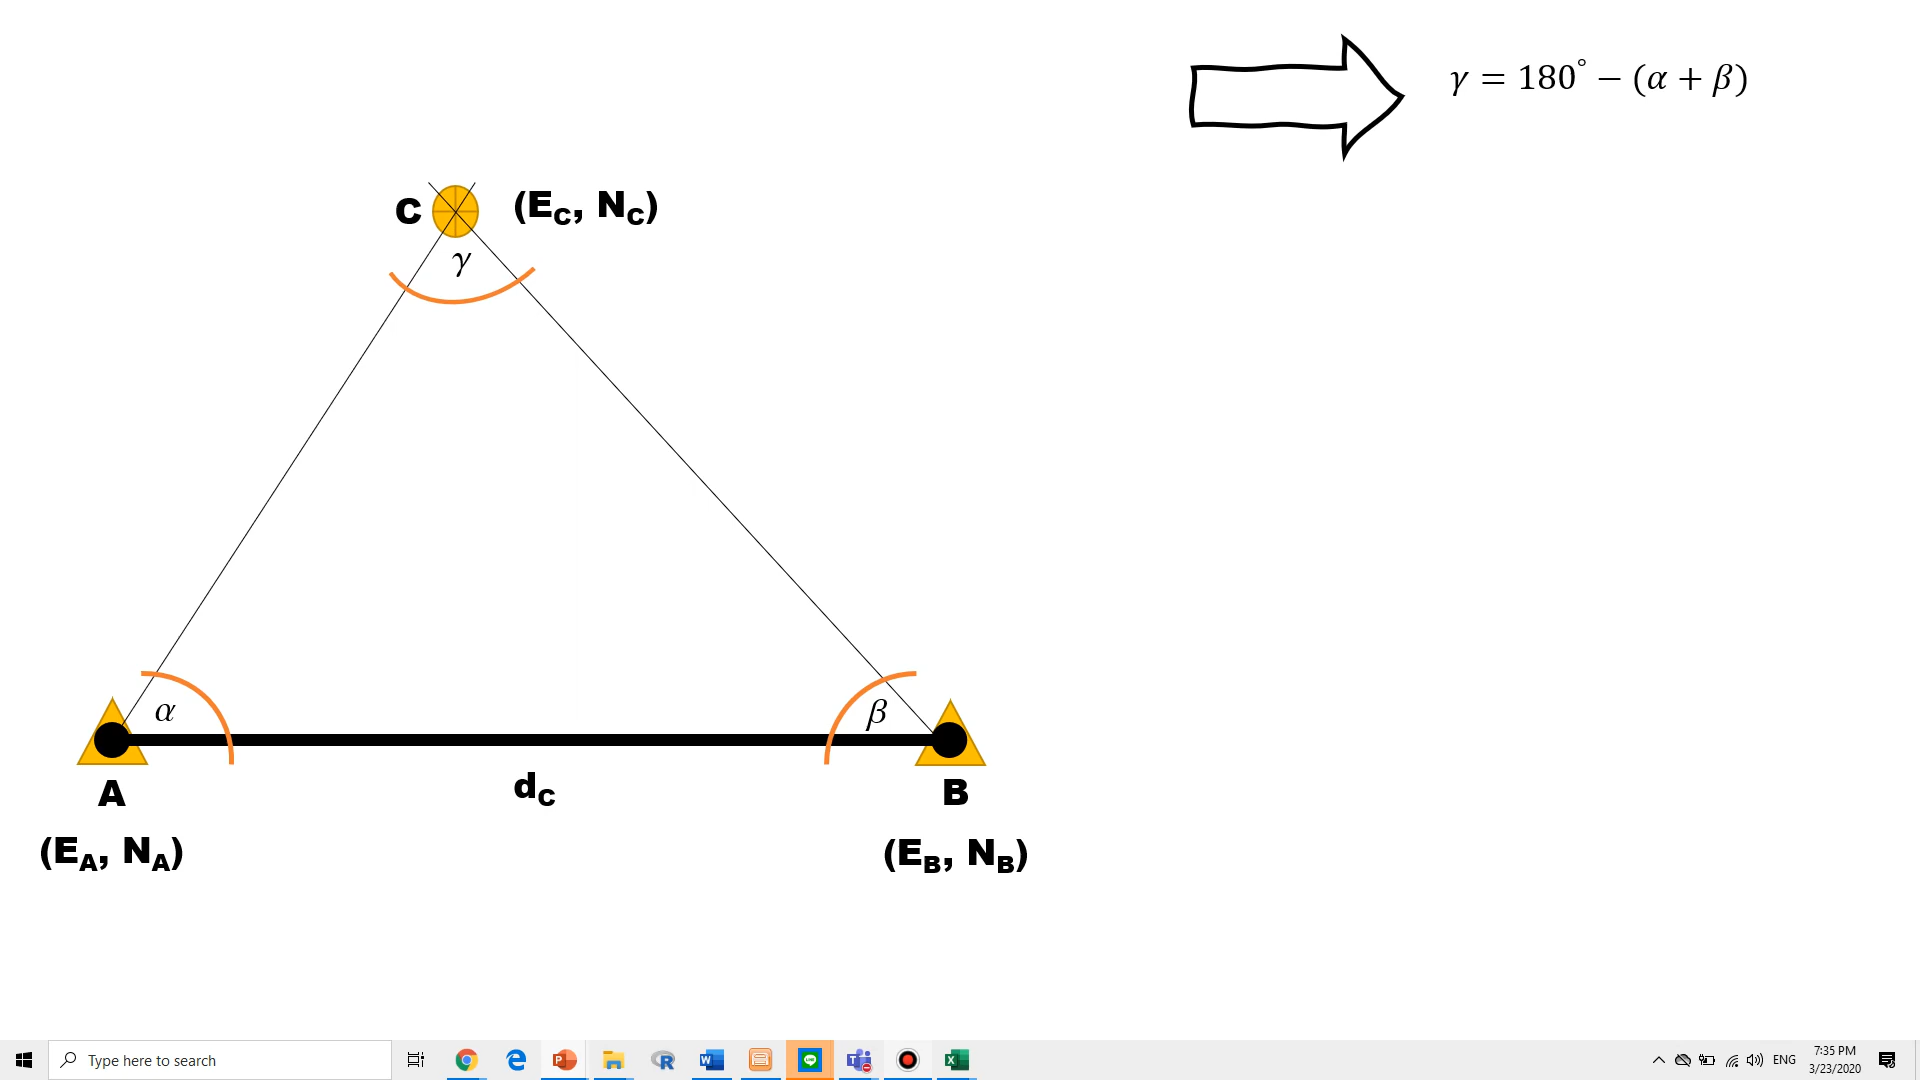 γ = 180° − (α + β)
C (E_C, N_C)
γ
α
β
A
d_C
B
(E_A, N_A)
(E_B, N_B)
Type here to search
P
R
W
LINE
T
X
ENG
7:35 PM
3/23/2020